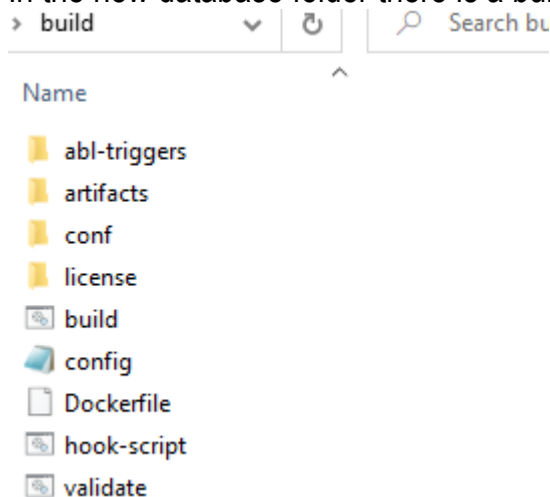 build
Search bu
Name
abl-triggers
artifacts
conf
license
build
config
Dockerfile
hook-script
validate